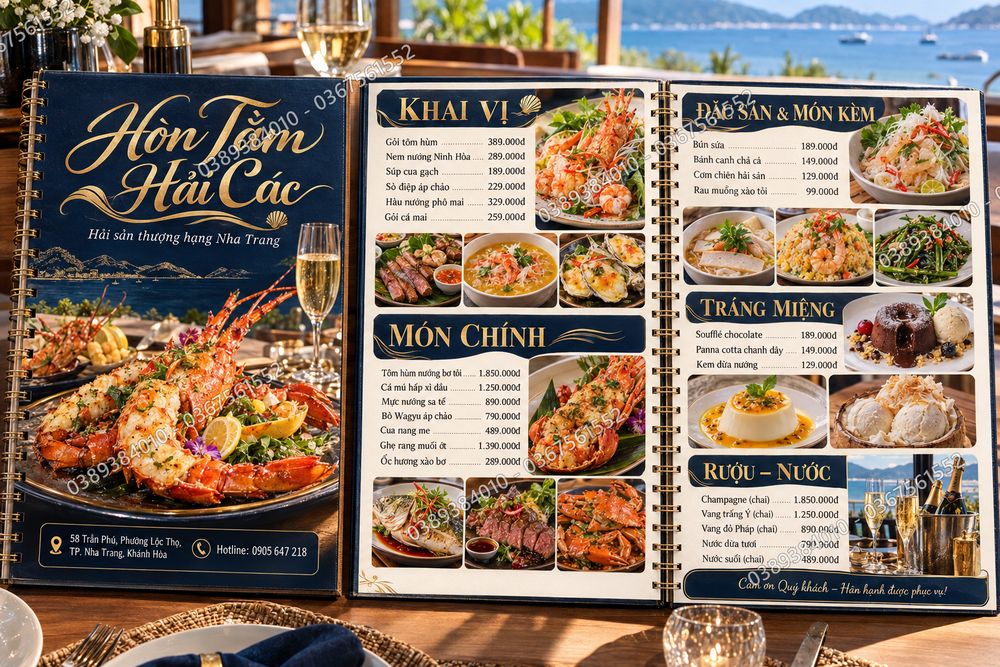 Hòn Tằm
Hải Các
Hải sản thượng hạng Nha Trang
58 Trần Phú, Phường Lộc Thọ,
TP. Nha Trang, Khánh Hòa
Hotline: 0905 647 218
KHAI VỊ
Gỏi tôm hùm 389.000đ
Nem nướng Ninh Hòa 289.000đ
Súp cua gạch 189.000đ
Sò điệp áp chảo 229.000đ
Hàu nướng phô mai 329.000đ
Gỏi cá mai 259.000đ
MÓN CHÍNH
Tôm hùm nướng bơ tỏi 1.850.000đ
Cá mú hấp xì dầu 1.250.000đ
Mực nướng sa tế 890.000đ
Bò Wagyu áp chảo 790.000đ
Cua rang me 489.000đ
Ghẹ rang muối ớt 1.390.000đ
Ốc hương xào bơ 289.000đ
ĐẶC SẢN & MÓN KÈM
Bún sứa 189.000đ
Bánh canh chả cá 149.000đ
Cơm chiên hải sản 129.000đ
Rau muống xào tỏi 99.000đ
TRÁNG MIỆNG
Soufflé chocolate 189.000đ
Panna cotta chanh dây 149.000đ
Kem dừa nướng 129.000đ
RƯỢU – NƯỚC
Champagne (chai) 1.850.000đ
Vang trắng Ý (chai) 1.250.000đ
Vang đỏ Pháp (chai) 890.000đ
Nước dừa tươi 790.000đ
Nước suối (chai) 489.000đ
Cảm ơn Quý khách – Hân hạnh được phục vụ!
0389384010 - 0367561552